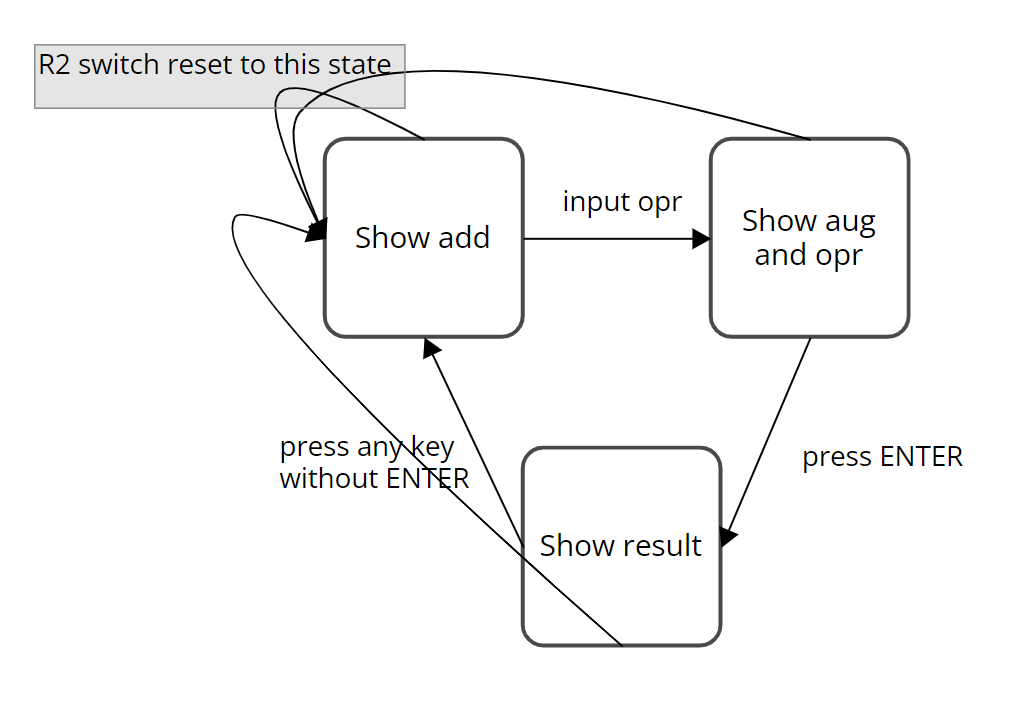 R2 switch reset to this state
Show add
input opr
Show aug
and opr
press any key
without ENTER
press ENTER
Show result